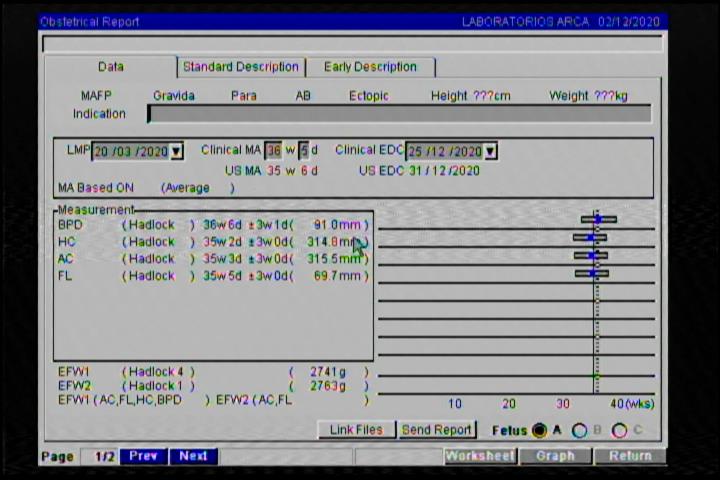 Obstetrical Report LABORATORIOS ARCA 02/12/2020
Data Standard Description Early Description
MAFP Gravida Para AB Ectopic Height ???cm Weight ???kg
Indication
LMP 20 /03 /2020 Clinical MA 36 w 5 d Clinical EDC 25 /12 /2020
US MA 35 w 6 d US EDC 31/12/2020
MA Based ON (Average )
Measurement
BPD (Hadlock ) 36w6d ±3w1d( 91.0mm )
HC (Hadlock ) 35w2d ±3w0d( 314.8mm )
AC (Hadlock ) 35w3d ±3w0d( 315.5mm )
FL (Hadlock ) 35w5d ±3w0d( 69.7mm )
EFW1 (Hadlock 4 ) ( 2741g )
EFW2 (Hadlock 1 ) ( 2763g )
EFW1 (AC,FL,HC,BPD ) EFW2 (AC,FL )
10 20 30 40(wks)
Link Files Send Report Fetus A B C
Page 1/2 Prev Next Worksheet Graph Return